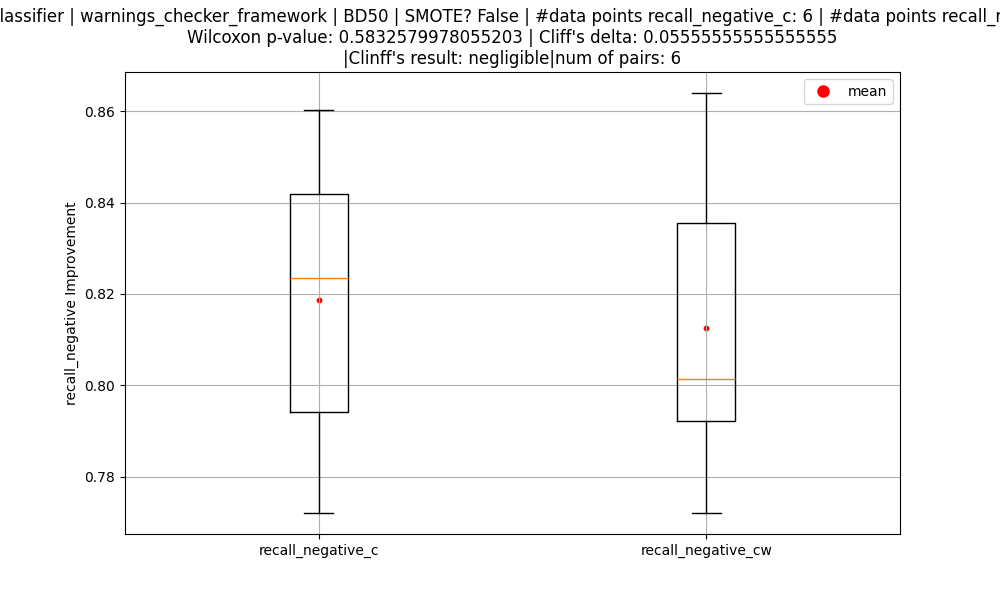 lassifier | warnings_checker_framework | BD50 | SMOTE? False | #data points recall_negative_c: 6 | #data points recall_
Wilcoxon p-value: 0.5832579978055203 | Cliff's delta: 0.05555555555555555
|Clinff's result: negligible|num of pairs: 6
mean
0.86
0.84
0.82
0.80
0.78
recall_negative Improvement
recall_negative_c
recall_negative_cw